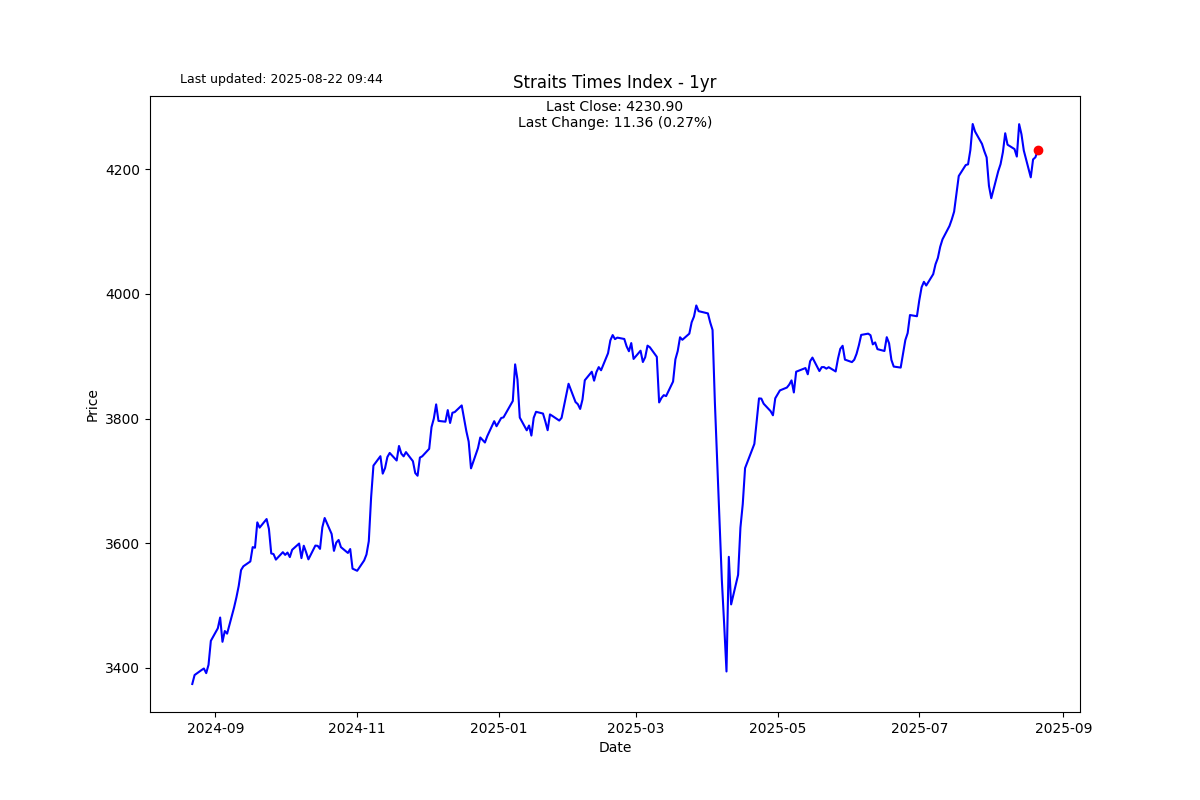 Last updated: 2025-08-22 09:44
Straits Times Index - 1yr
Last Close: 4230.90
Last Change: 11.36 (0.27%)
4200
4000
3800
3600
3400
Price
2024-09
2024-11
2025-01
2025-03
2025-05
2025-07
2025-09
Date